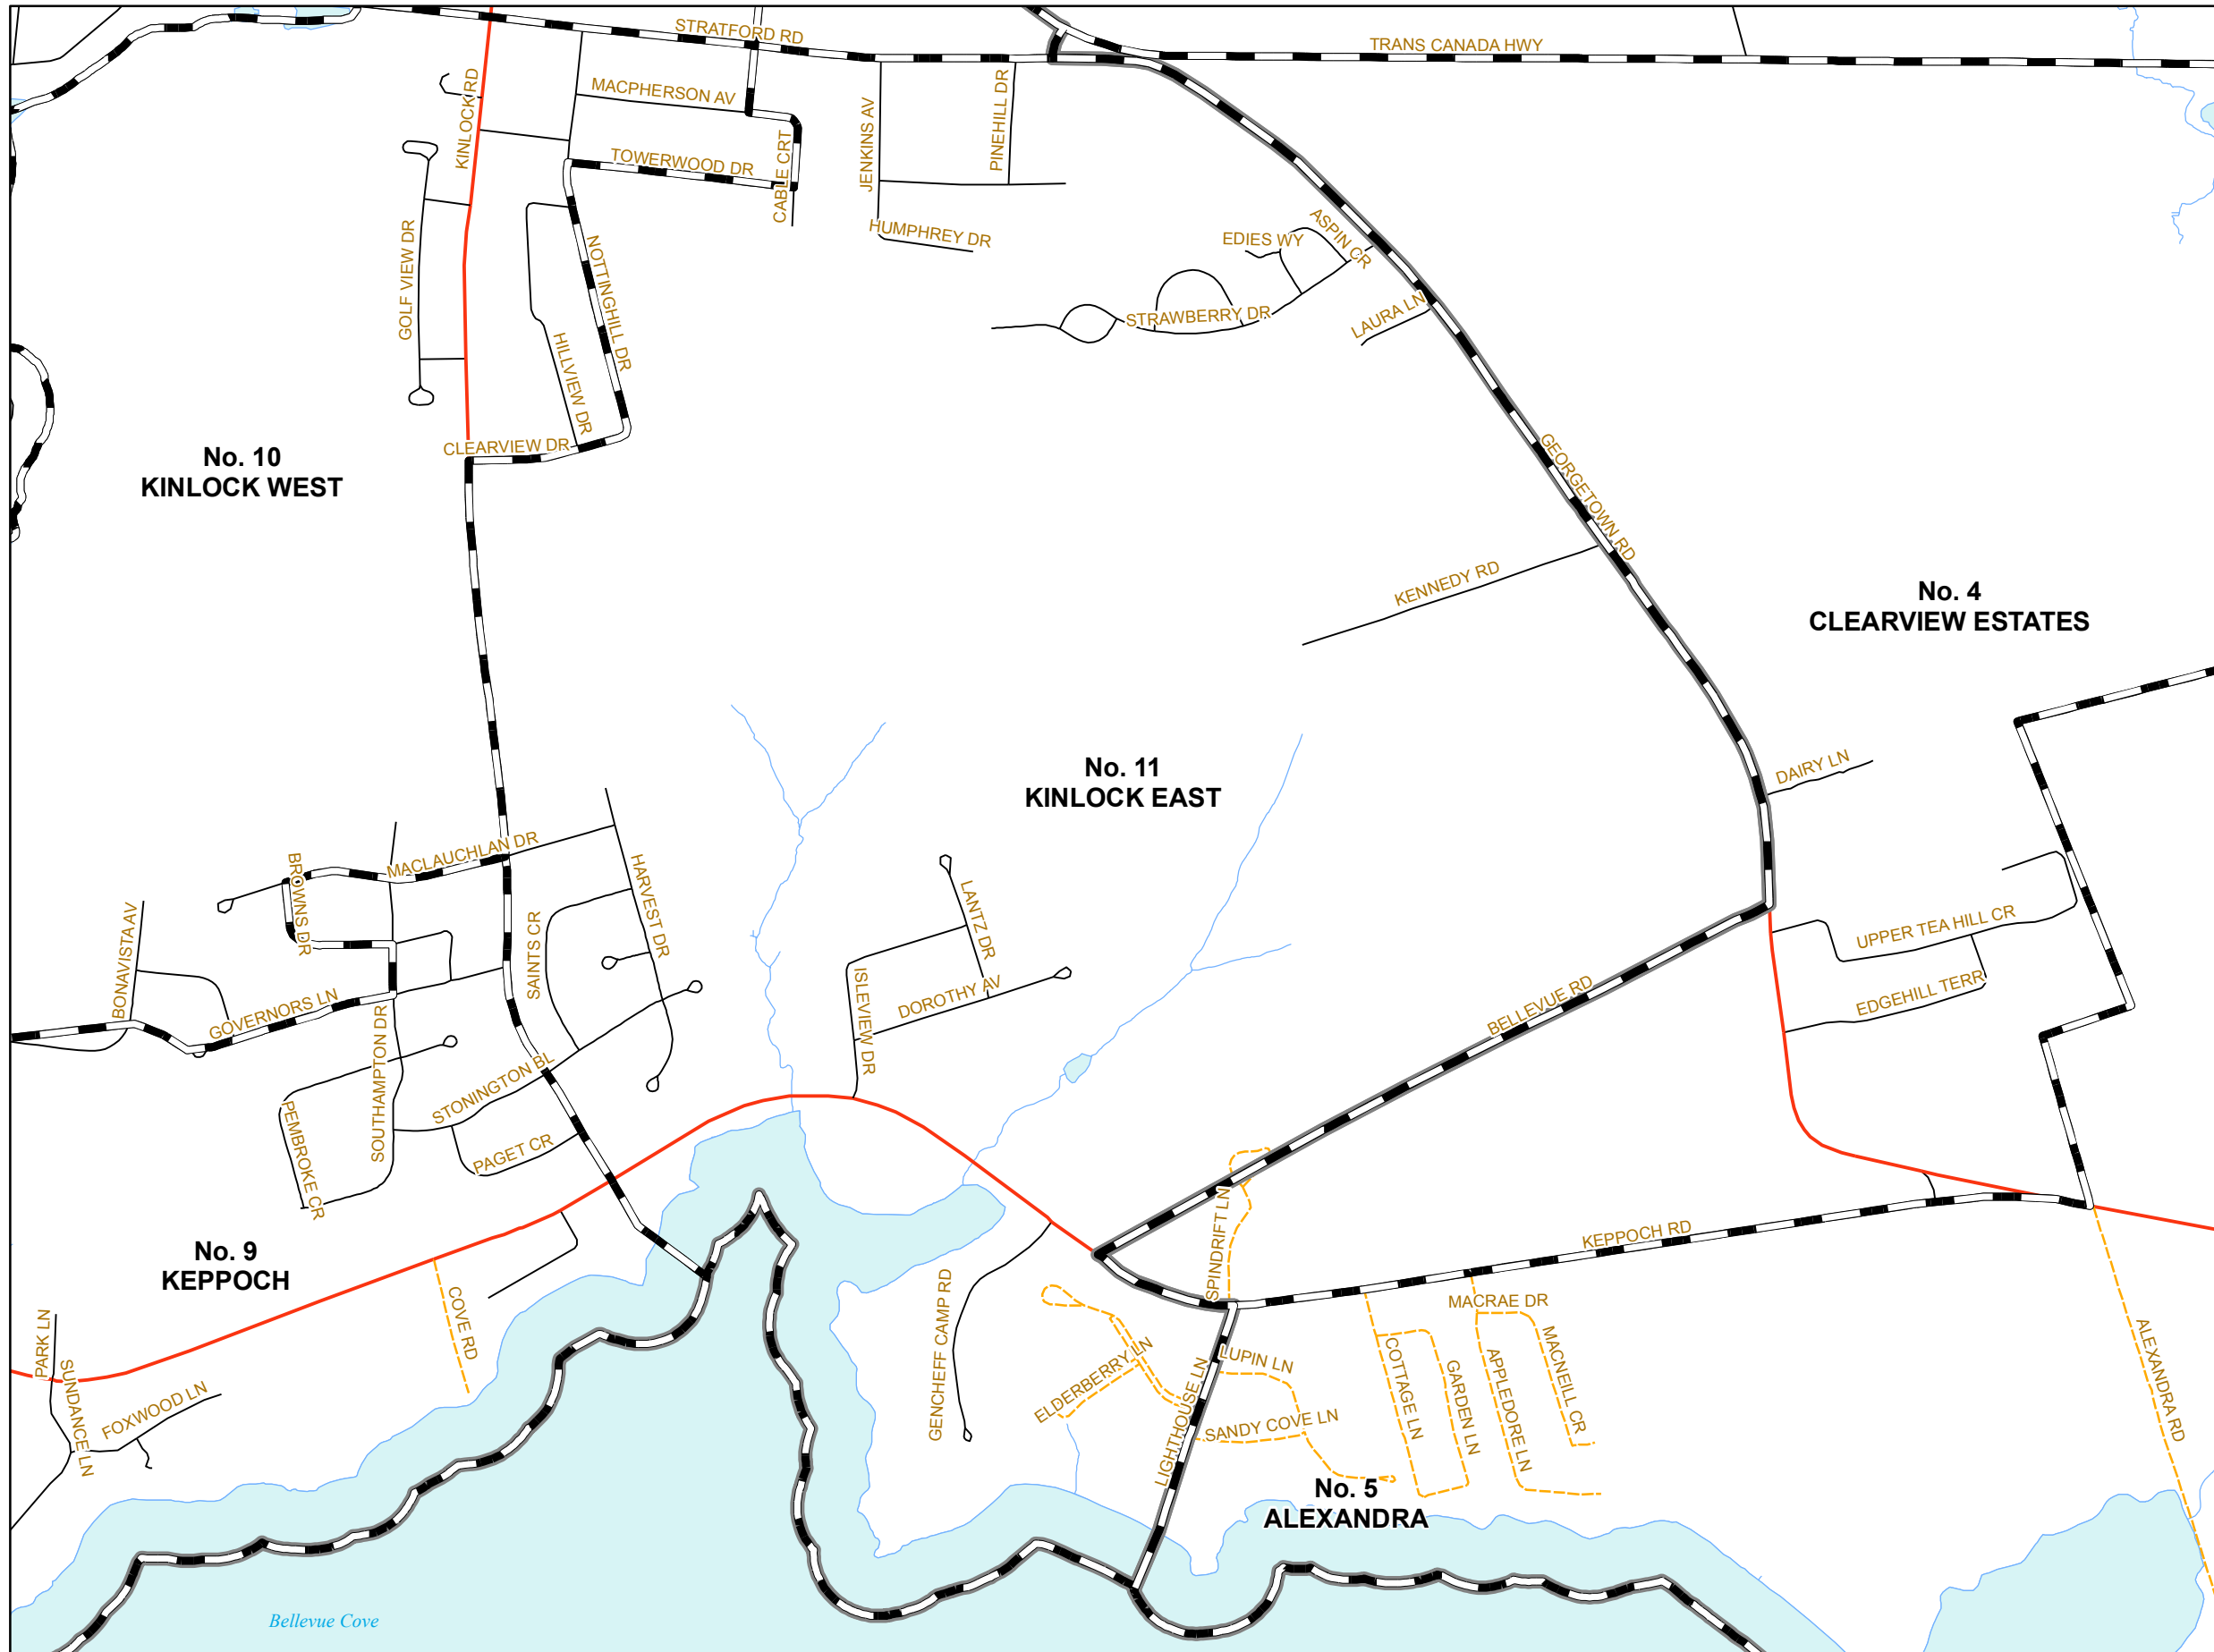 STRATFORD RD
TRANS CANADA HWY
KINLOCK RD
MACPHERSON AV
JENKINS AV
PINEHILL DR
TOWERWOOD DR
CABLE CRT
GOLF VIEW DR
HUMPHREY DR
NOTTINGHILL DR
EDIES WY
ASPIN CR
STRAWBERRY DR
LAURA LN
HILLVIEW DR
CLEARVIEW DR
No. 10
KINLOCK WEST
GEORGETOWN RD
KENNEDY RD
No. 4
CLEARVIEW ESTATES
No. 11
KINLOCK EAST
DAIRY LN
MACLAUCHLAN DR
BROWNS DR
HARVEST DR
LANTZ DR
BONAVISTA AV
SAINTS CR
UPPER TEA HILL CR
ISLEVIEW DR
DOROTHY AV
GOVERNORS LN
BELLEVUE RD
EDGEHILL TERR
SOUTHAMPTON DR
STONINGTON BL
PEMBROKE CR
PAGET CR
SPINDRIFT LN
KEPPOCH RD
No. 9
KEPPOCH
COVE RD
GENCHEFF CAMP RD
MACRAE DR
PARK LN
SUNDANCE LN
FOXWOOD LN
ELDERBERRY LN
LUPIN LN
LIGHTHOUSE LN
SANDY COVE LN
COTTAGE LN
GARDEN LN
APPLEDORE LN
MACNEILL CR
ALEXANDRA RD
No. 5
ALEXANDRA
Bellevue Cove